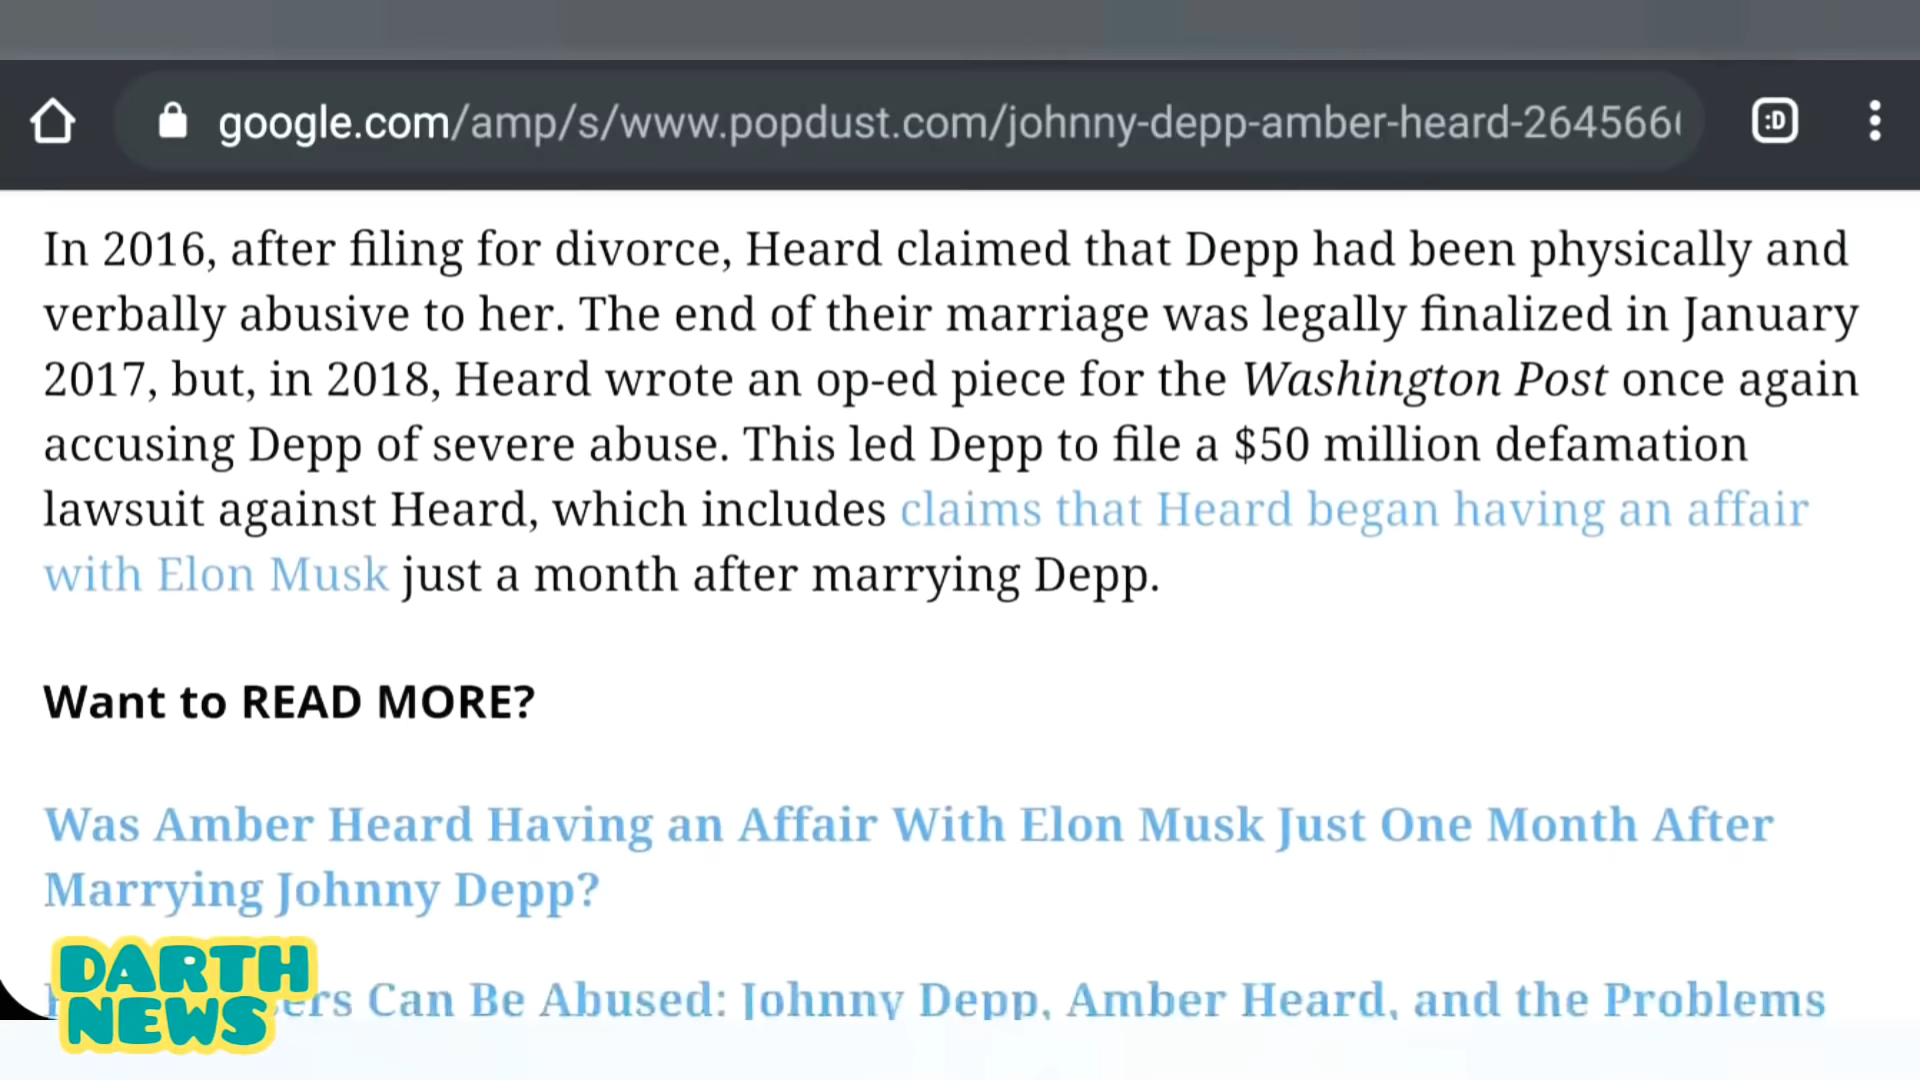 google.com/amp/s/www.popdust.com/johnny-depp-amber-heard-264566
:D
In 2016, after filing for divorce, Heard claimed that Depp had been physically and
verbally abusive to her. The end of their marriage was legally finalized in January
2017, but, in 2018, Heard wrote an op-ed piece for the Washington Post once again
accusing Depp of severe abuse. This led Depp to file a $50 million defamation
lawsuit against Heard, which includes claims that Heard began having an affair
with Elon Musk just a month after marrying Depp.
Want to READ MORE?
Was Amber Heard Having an Affair With Elon Musk Just One Month After
Marrying Johnny Depp?
Can Be Abused: Johnny Depp, Amber Heard, and the Problems
DARTH
NEWS